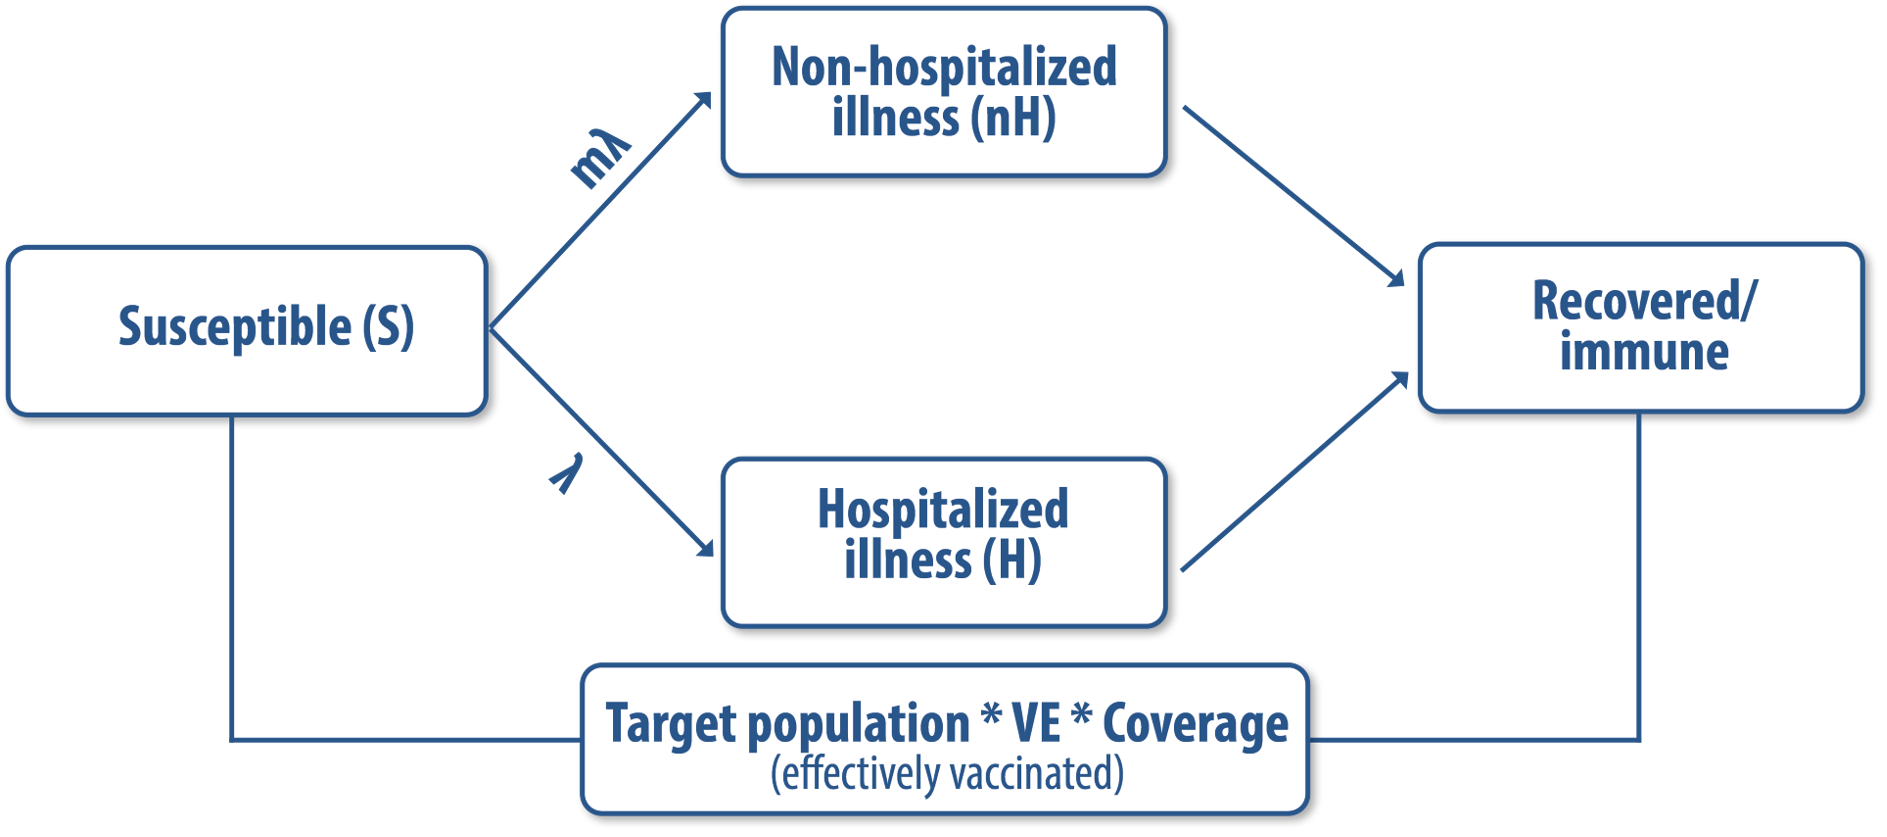 Non-hospitalized
illness (nH)
mλ
Susceptible (S)
Recovered/
immune
λ
Hospitalized
illness (H)
Target population * VE * Coverage
(effectively vaccinated)